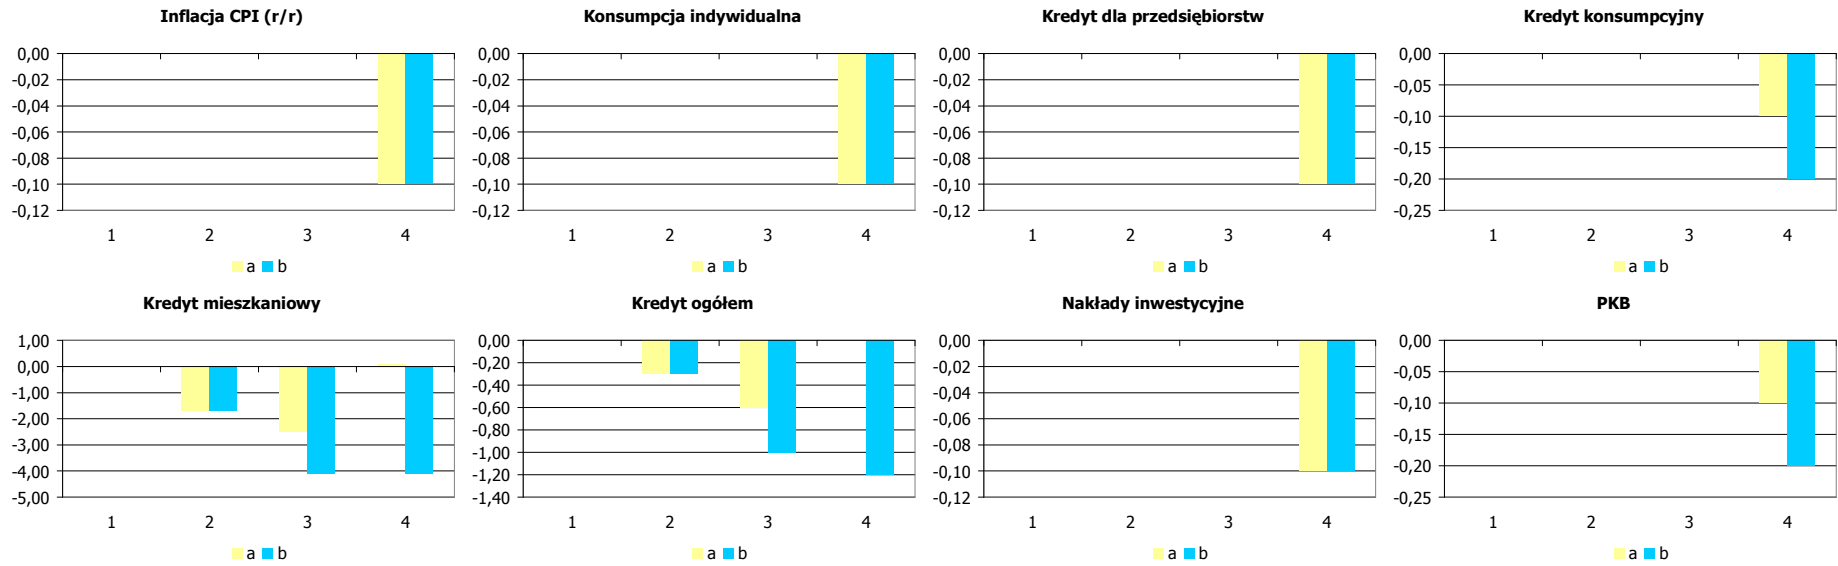 Inflacja CPI (r/r)
0,00
-0,02
-0,04
-0,06
-0,08
-0,10
-0,12
1 2 3 4
a b
Konsumpcja indywidualna
0,00
-0,02
-0,04
-0,06
-0,08
-0,10
-0,12
1 2 3 4
a b
Kredyt dla przedsiębiorstw
0,00
-0,02
-0,04
-0,06
-0,08
-0,10
-0,12
1 2 3 4
a b
Kredyt konsumpcyjny
0,00
-0,05
-0,10
-0,15
-0,20
-0,25
1 2 3 4
a b
Kredyt mieszkaniowy
1,00
0,00
-1,00
-2,00
-3,00
-4,00
-5,00
1 2 3 4
a b
Kredyt ogółem
0,00
-0,20
-0,40
-0,60
-0,80
-1,00
-1,20
-1,40
1 2 3 4
a b
Nakłady inwestycyjne
0,00
-0,02
-0,04
-0,06
-0,08
-0,10
-0,12
1 2 3 4
a b
PKB
0,00
-0,05
-0,10
-0,15
-0,20
-0,25
1 2 3 4
a b